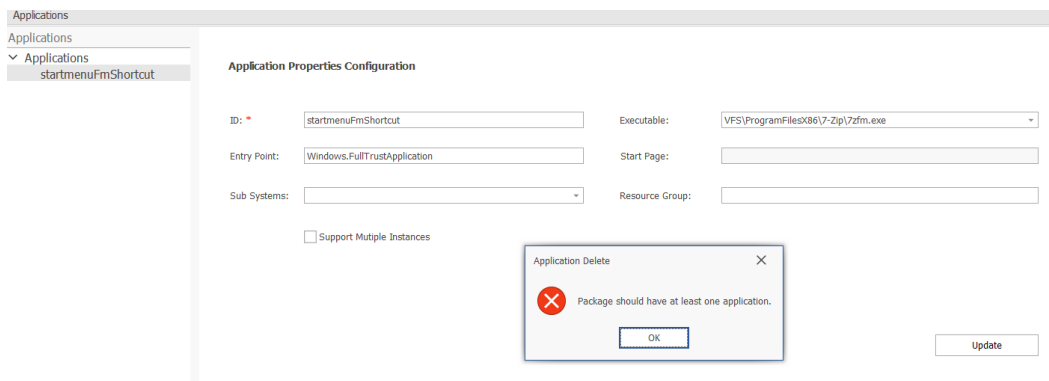 Applications
Applications
Applications
startmenuFmShortcut
Application Properties Configuration
ID: *
startmenuFmShortcut
Executable:
VFS\ProgramFilesX86\7-Zip\7zfm.exe
Entry Point:
Windows.FullTrustApplication
Start Page:
Sub Systems:
Resource Group:
Support Mutiple Instances
Application Delete
Package should have at least one application.
OK
Update